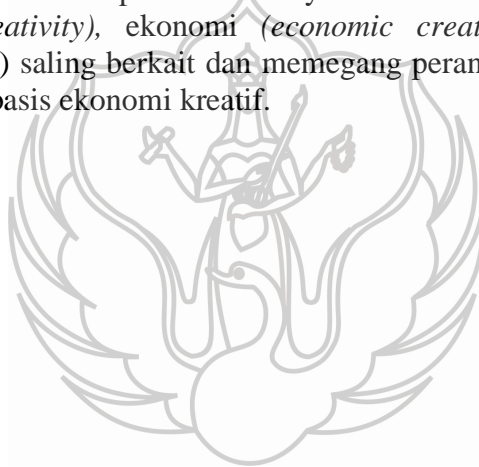 *eativity),* ekonomi *(economic creat*
) saling berkait dan memegang peran
basis ekonomi kreatif.